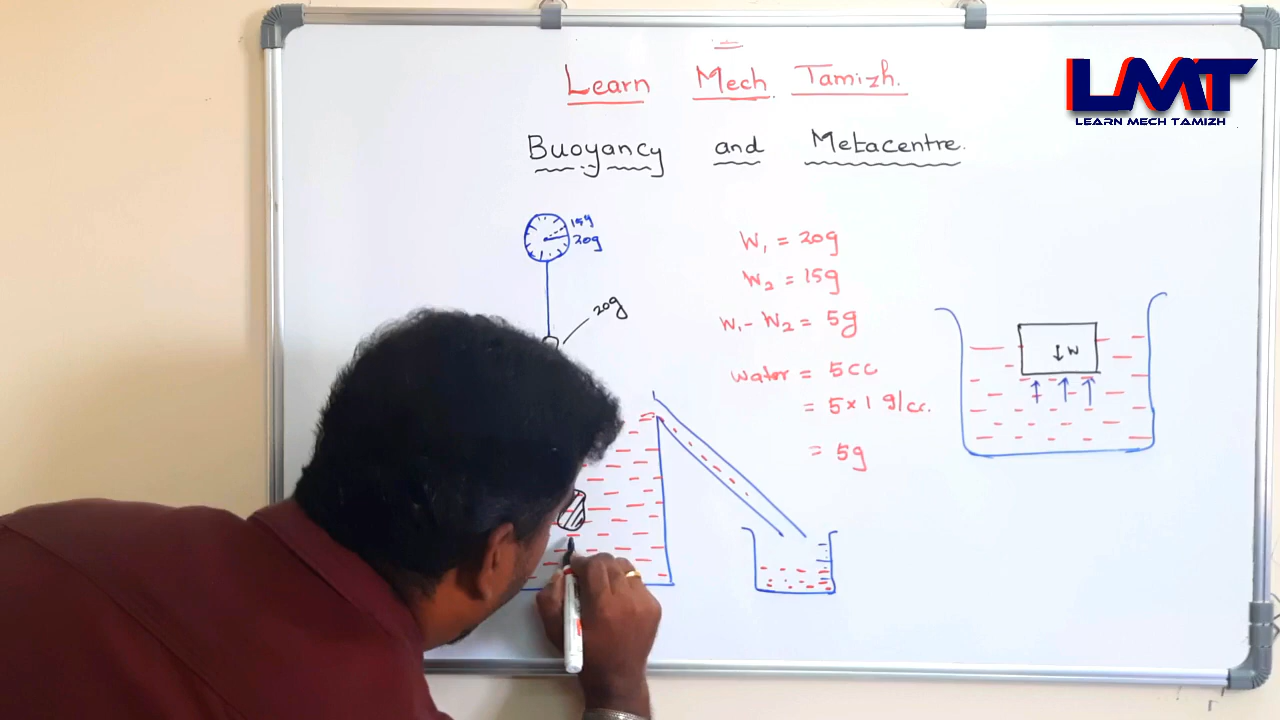 Learn Mech Tamizh.
LMT
LEARN MECH TAMIZH
Buoyancy and Metacentre.
15g
20g
20g
W1 = 20g
W2 = 15g
W1 - W2 = 5g
Water = 5cc
= 5 × 1 g/cc.
= 5g
↓W